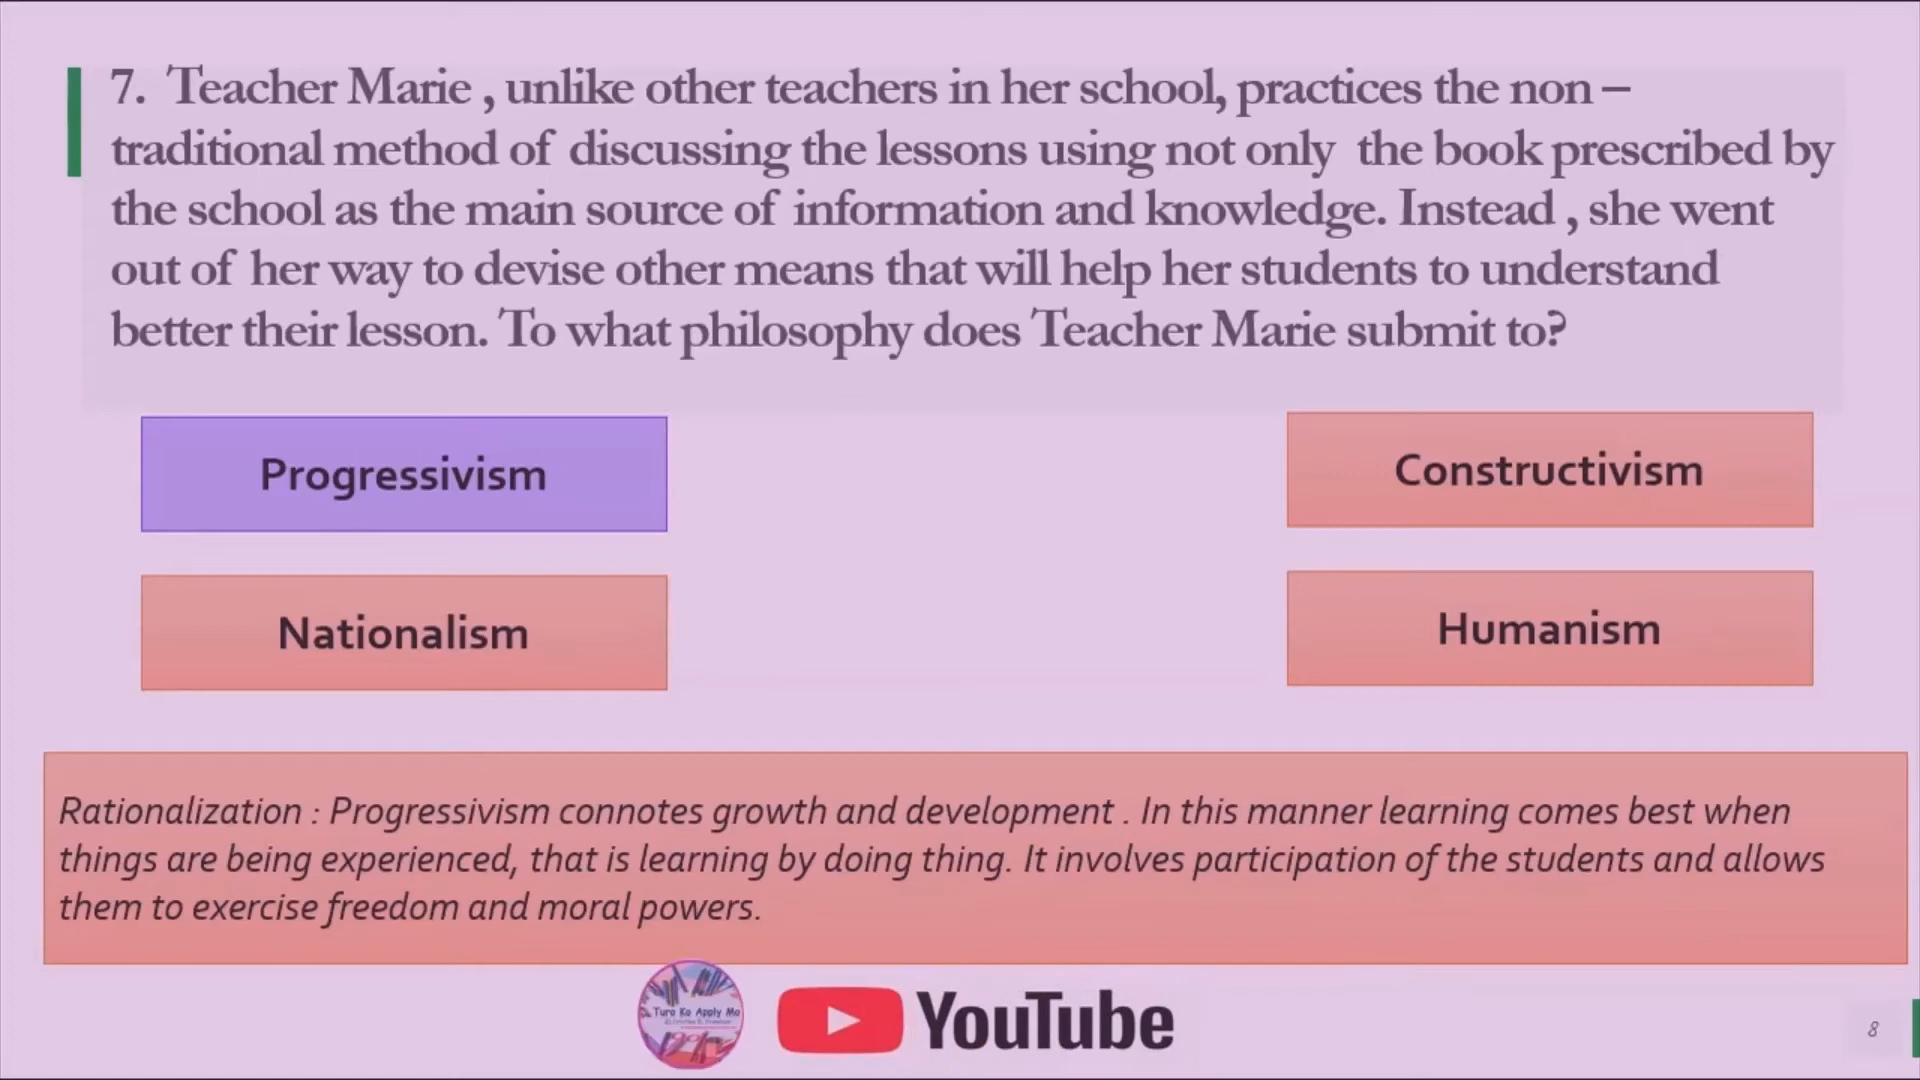 7. Teacher Marie , unlike other teachers in her school, practices the non –
traditional method of discussing the lessons using not only the book prescribed by
the school as the main source of information and knowledge. Instead , she went
out of her way to devise other means that will help her students to understand
better their lesson. To what philosophy does Teacher Marie submit to?
Progressivism
Constructivism
Nationalism
Humanism
Rationalization : Progressivism connotes growth and development . In this manner learning comes best when
things are being experienced, that is learning by doing thing. It involves participation of the students and allows
them to exercise freedom and moral powers.
Turo Ko Apply Mo
YouTube
8